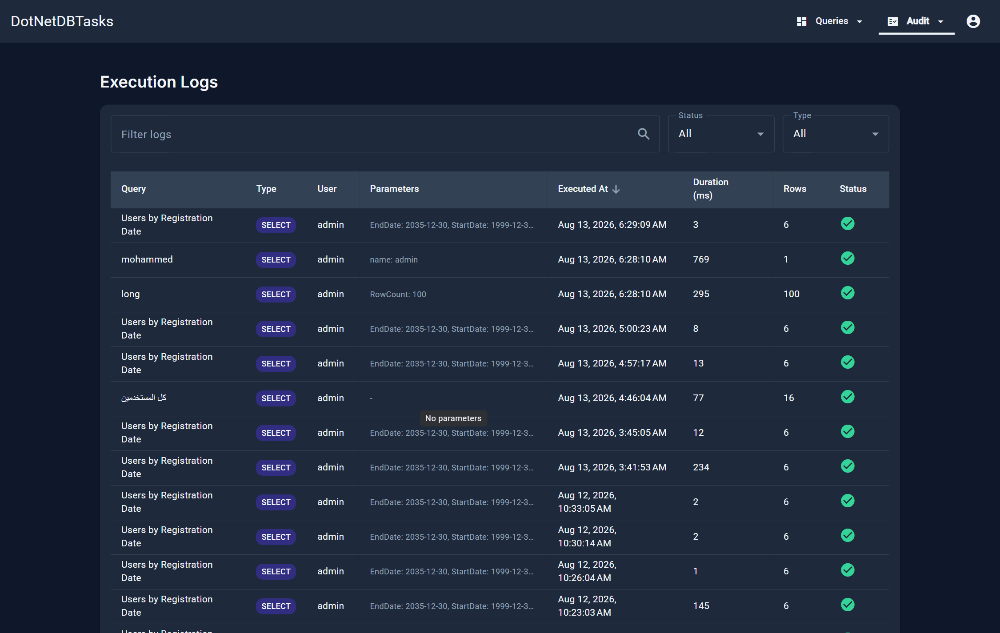 DotNetDBTasks
Queries
Audit
Execution Logs
Filter logs
Status
All
Type
All
Query Type User Parameters Executed At Duration (ms) Rows Status
Users by Registration Date SELECT admin EndDate: 2035-12-30, StartDate: 1999-12-3... Aug 13, 2026, 6:29:09 AM 3 6
mohammed SELECT admin name: admin Aug 13, 2026, 6:28:10 AM 769 1
long SELECT admin RowCount: 100 Aug 13, 2026, 6:28:10 AM 295 100
Users by Registration Date SELECT admin EndDate: 2035-12-30, StartDate: 1999-12-3... Aug 13, 2026, 5:00:23 AM 8 6
Users by Registration Date SELECT admin EndDate: 2035-12-30, StartDate: 1999-12-3... Aug 13, 2026, 4:57:17 AM 13 6
كل المستخدمين SELECT admin - Aug 13, 2026, 4:46:04 AM 77 16
No parameters
Users by Registration Date SELECT admin EndDate: 2035-12-30, StartDate: 1999-12-3... Aug 13, 2026, 3:45:05 AM 12 6
Users by Registration Date SELECT admin EndDate: 2035-12-30, StartDate: 1999-12-3... Aug 13, 2026, 3:41:53 AM 234 6
Users by Registration Date SELECT admin EndDate: 2035-12-30, StartDate: 1999-12-3... Aug 12, 2026, 10:33:05 AM 2 6
Users by Registration Date SELECT admin EndDate: 2035-12-30, StartDate: 1999-12-3... Aug 12, 2026, 10:30:14 AM 2 6
Users by Registration Date SELECT admin EndDate: 2035-12-30, StartDate: 1999-12-3... Aug 12, 2026, 10:26:04 AM 1 6
Users by Registration Date SELECT admin EndDate: 2035-12-30, StartDate: 1999-12-3... Aug 12, 2026, 10:23:03 AM 145 6